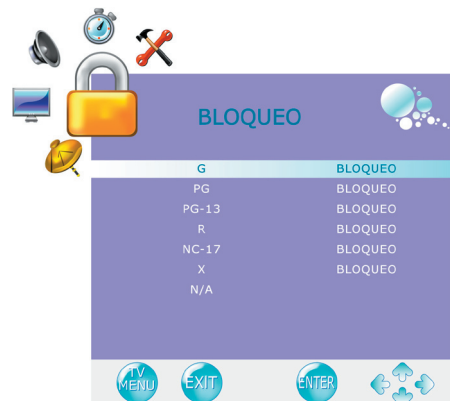 BLOQUEO
G BLOQUEO
PG BLOQUEO
PG-13 BLOQUEO
R BLOQUEO
NC-17 BLOQUEO
X BLOQUEO
N/A
TV MENU EXIT ENTER